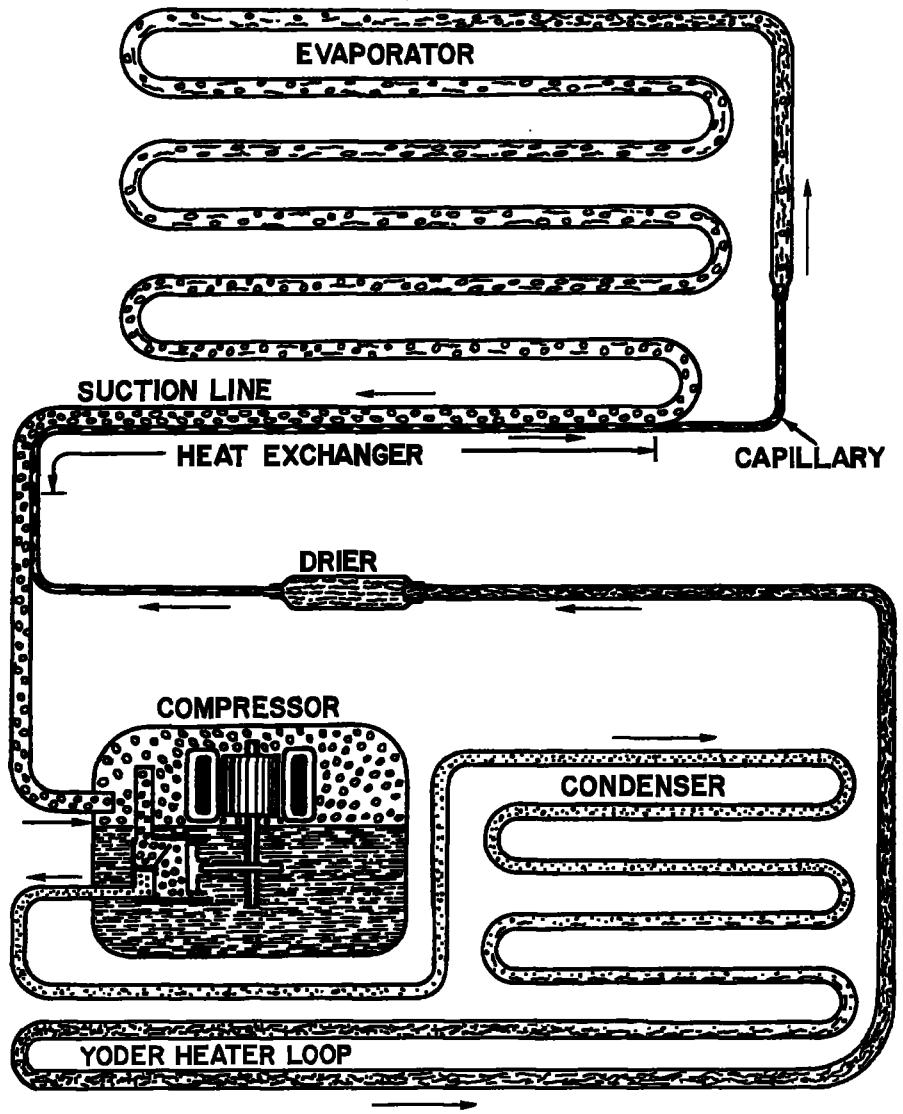 EVAPORATOR
SUCTION LINE
HEAT EXCHANGER
CAPILLARY
DRIER
COMPRESSOR
CONDENSER
YODER HEATER LOOP